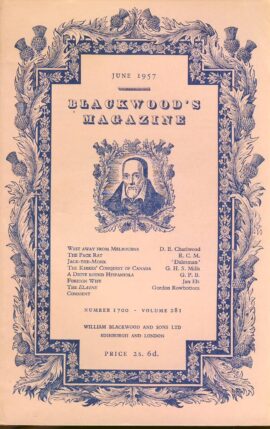 JUNE 1957
BLACKWOOD'S
MAGAZINE
WEST AWAY FROM MELBOURNE D. E. Charlwood
THE PACK RAT R. C. M.
JACK-THE-MONK "Dalesman"
THE KIRKES' CONQUEST OF CANADA G. H. S. Mills
A DRIVE ROUND HISPANIOLA G. P. B.
FOREIGN WIFE Jan Els
THE ELAINE Gordon Rowbotham
COMMENT
NUMBER 1700 - VOLUME 281
WILLIAM BLACKWOOD AND SONS LTD
EDINBURGH AND LONDON
PRICE 2s. 6d.